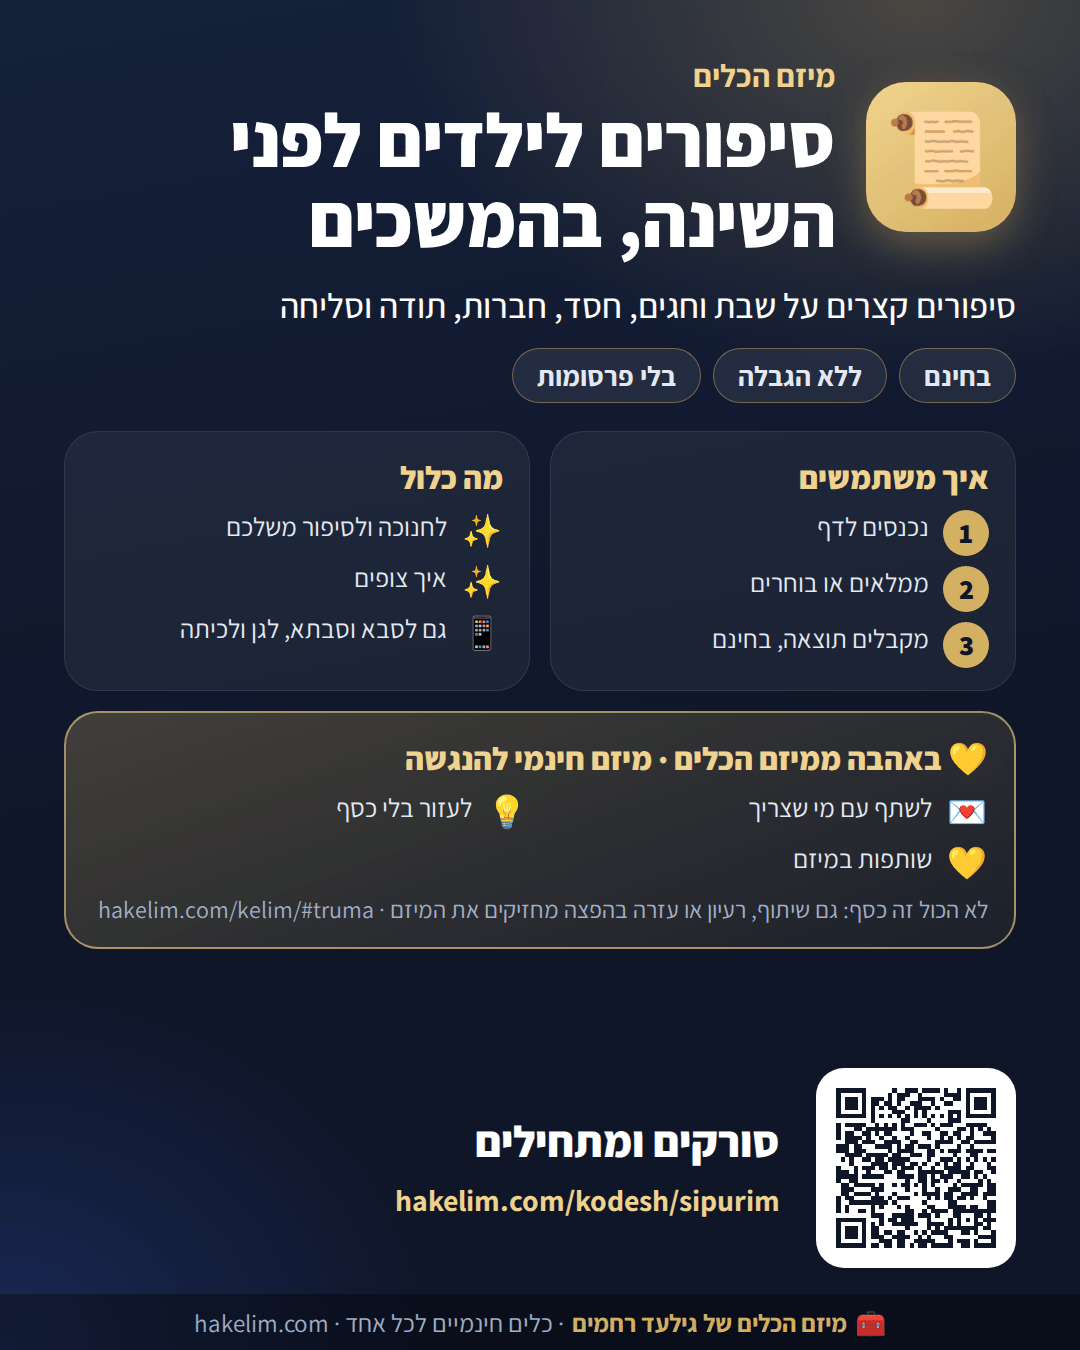 מיזם הכלים
סיפורים לילדים לפני
השינה, בהמשכים
סיפורים קצרים על שבת וחגים, חסד, חברות, תודה וסליחה
בחינם
ללא הגבלה
בלי פרסומות
איך משתמשים
1 נכנסים לדף
2 ממלאים או בוחרים
3 מקבלים תוצאה, בחינם
מה כלול
לחנוכה ולסיפור משלכם
איך צופים
גם לסבא וסבתא, לגן ולכיתה
באהבה ממיזם הכלים · מיזם חינמי להנגשה
לשתף עם מי שצריך
לעזור בלי כסף
שותפות במיזם
לא הכול זה כסף: גם שיתוף, רעיון או עזרה בהפצה מחזיקים את המיזם · hakelim.com/kelim/#truma
סורקים ומתחילים
hakelim.com/kodesh/sipurim
מיזם הכלים של גילעד רחמים · כלים חינמיים לכל אחד · hakelim.com